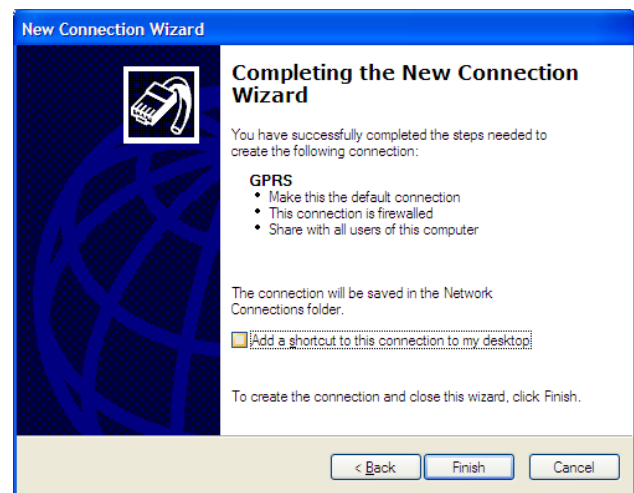 New Connection Wizard
Completing the New Connection
Wizard
You have successfully completed the steps needed to
create the following connection:
GPRS
• Make this the default connection
• This connection is firewalled
• Share with all users of this computer
The connection will be saved in the Network
Connections folder.
Add a shortcut to this connection to my desktop
To create the connection and close this wizard, click Finish.
< Back
Finish
Cancel